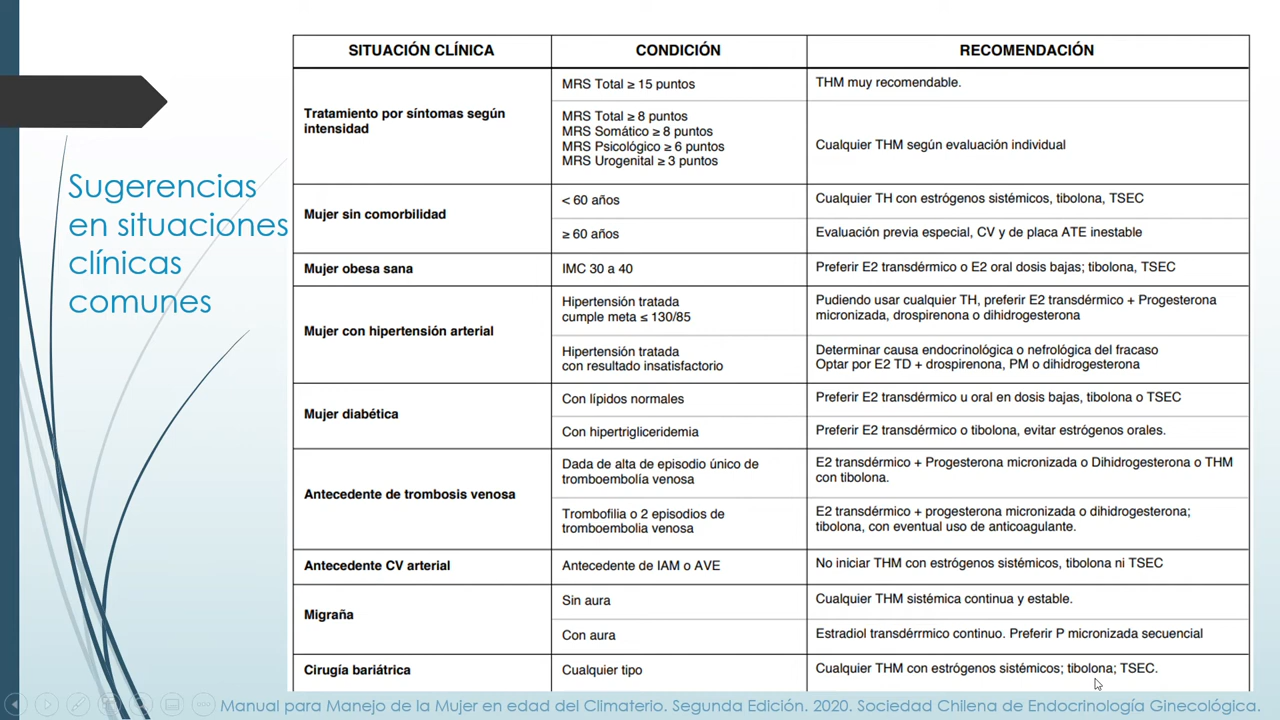 Sugerencias
en situaciones
clínicas
comunes
SITUACIÓN CLÍNICA
CONDICIÓN
RECOMENDACIÓN
Tratamiento por síntomas según
intensidad
MRS Total ≥ 15 puntos
THM muy recomendable.
MRS Total ≥ 8 puntos
MRS Somático ≥ 8 puntos
MRS Psicológico ≥ 6 puntos
MRS Urogenital ≥ 3 puntos
Cualquier THM según evaluación individual
Mujer sin comorbilidad
< 60 años
Cualquier TH con estrógenos sistémicos, tibolona, TSEC
≥ 60 años
Evaluación previa especial, CV y de placa ATE inestable
Mujer obesa sana
IMC 30 a 40
Preferir E2 transdérmico o E2 oral dosis bajas; tibolona, TSEC
Mujer con hipertensión arterial
Hipertensión tratada
cumple meta ≤ 130/85
Pudiendo usar cualquier TH, preferir E2 transdérmico + Progesterona
micronizada, drospirenona o dihidrogesterona
Hipertensión tratada
con resultado insatisfactorio
Determinar causa endocrinológica o nefrológica del fracaso
Optar por E2 TD + drospirenona, PM o dihidrogesterona
Mujer diabética
Con lípidos normales
Preferir E2 transdérmico u oral en dosis bajas, tibolona o TSEC
Con hipertrigliceridemia
Preferir E2 transdérmico o tibolona, evitar estrógenos orales.
Antecedente de trombosis venosa
Dada de alta de episodio único de
tromboembolía venosa
E2 transdérmico + Progesterona micronizada o Dihidrogesterona o THM
con tibolona.
Trombofilia o 2 episodios de
tromboembolia venosa
E2 transdérmico + progesterona micronizada o dihidrogesterona;
tibolona, con eventual uso de anticoagulante.
Antecedente CV arterial
Antecedente de IAM o AVE
No iniciar THM con estrógenos sistémicos, tibolona ni TSEC
Migraña
Sin aura
Cualquier THM sistémica continua y estable.
Con aura
Estradiol transdérrmico continuo. Preferir P micronizada secuencial
Cirugía bariátrica
Cualquier tipo
Cualquier THM con estrógenos sistémicos; tibolona; TSEC.
Manual para Manejo de la Mujer en edad del Climaterio. Segunda Edición. 2020. Sociedad Chilena de Endocrinología Ginecológica.